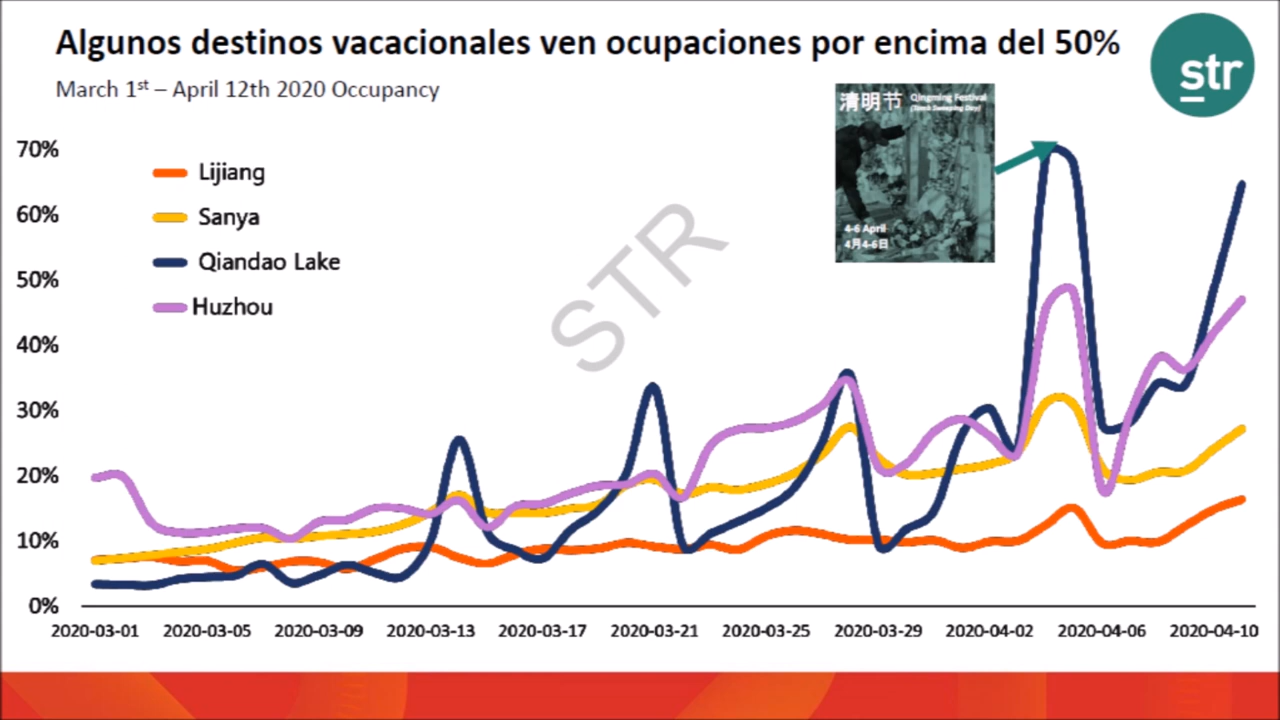 Algunos destinos vacacionales ven ocupaciones por encima del 50%
str
March 1st – April 12th 2020 Occupancy
清明节 Qingming Festival
(Tomb Sweeping Day)
4-6 April
4月4-6日
70%
60%
50%
40%
30%
20%
10%
0%
Lijiang
Sanya
Qiandao Lake
Huzhou
STR
2020-03-01 2020-03-05 2020-03-09 2020-03-13 2020-03-17 2020-03-21 2020-03-25 2020-03-29 2020-04-02 2020-04-06 2020-04-10